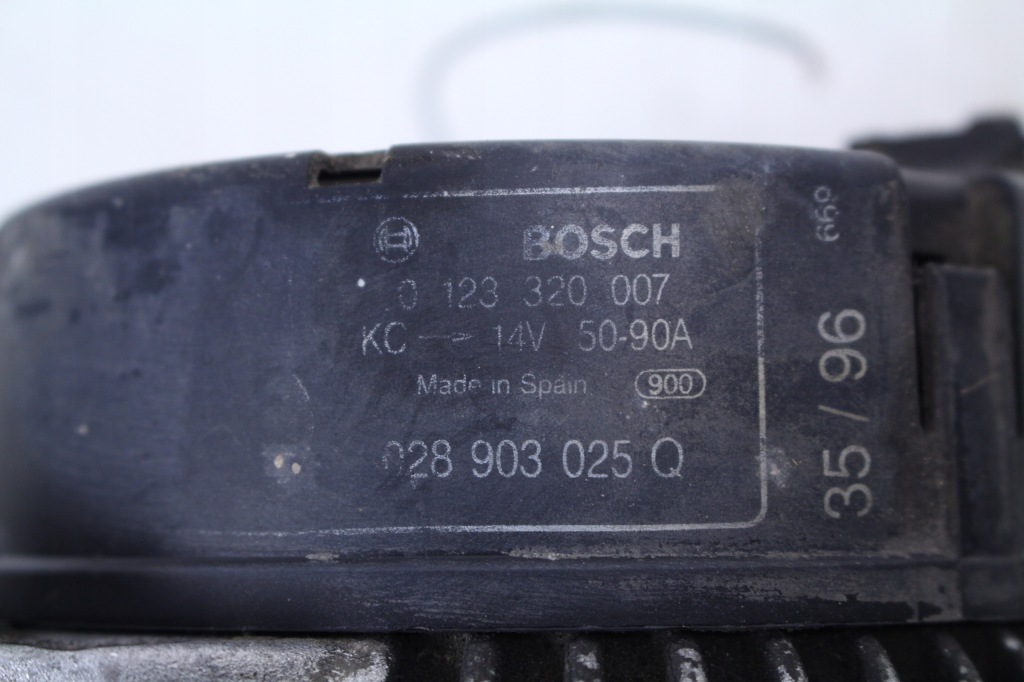 BOSCH
0 123 320 007
KC → 14V 50-90A
Made in Spain 900
028 903 025 Q
35 / 96